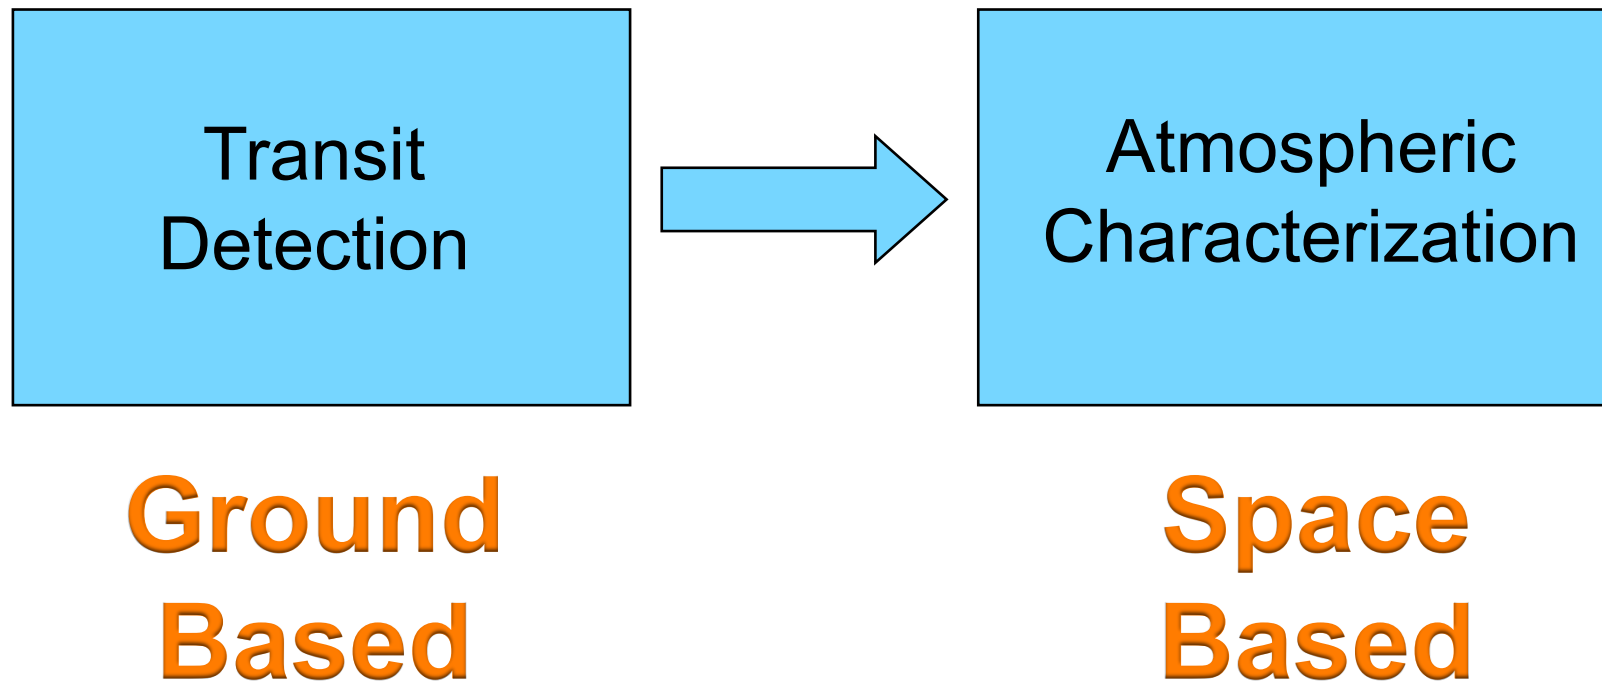 Transit
Detection
Atmospheric
Characterization
Ground
Based
Space
Based